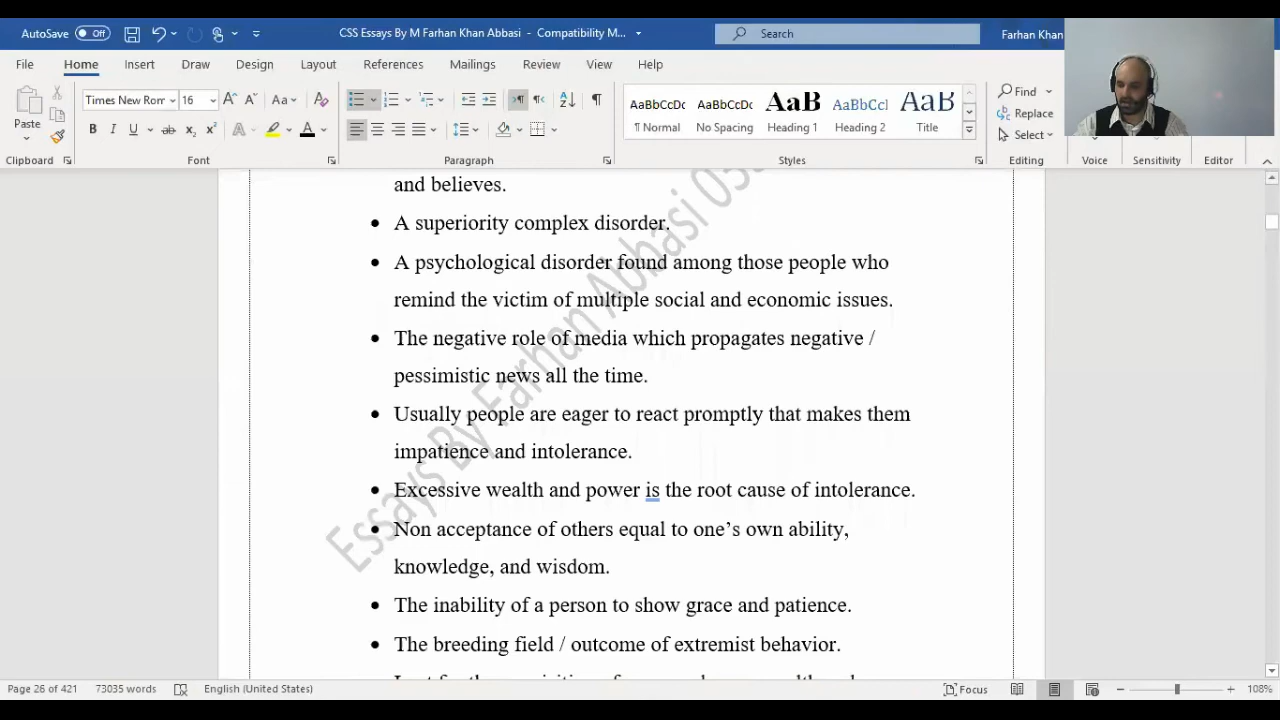 AutoSave Off CSS Essays By M Farhan Khan Abbasi - Compatibility M... Search Farhan Khan
File Home Insert Draw Design Layout References Mailings Review View Help
Times New Rom 16 Aa AaBbCcDc AaBbCcDc AaB AaBbCcl AaB Find
Paste B I U ab x₂ x² A A ¶ Normal No Spacing Heading 1 Heading 2 Title Replace
Select
Clipboard Font Paragraph Styles Editing Voice Sensitivity Editor
and believes.
• A superiority complex disorder.
• A psychological disorder found among those people who
remind the victim of multiple social and economic issues.
• The negative role of media which propagates negative /
pessimistic news all the time.
• Usually people are eager to react promptly that makes them
impatience and intolerance.
• Excessive wealth and power is the root cause of intolerance.
• Non acceptance of others equal to one’s own ability,
knowledge, and wisdom.
• The inability of a person to show grace and patience.
• The breeding field / outcome of extremist behavior.
Essays By Farhan Abbasi
Page 26 of 421 73035 words English (United States) Focus 108%